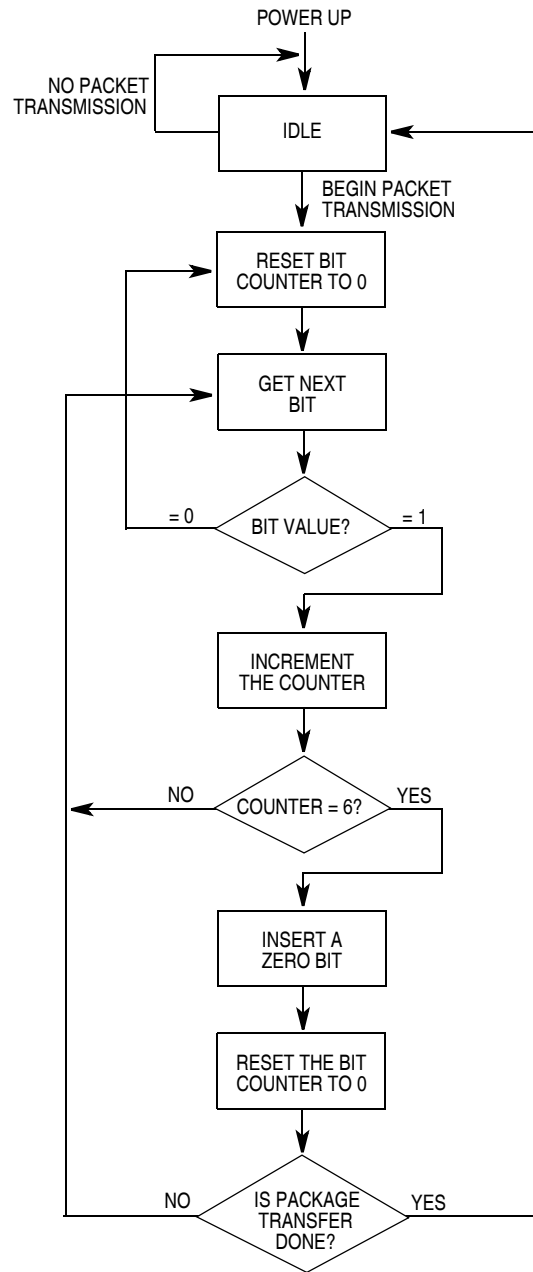 POWER UP
NO PACKET
TRANSMISSION
IDLE
BEGIN PACKET
TRANSMISSION
RESET BIT
COUNTER TO 0
GET NEXT
BIT
= 0
BIT VALUE?
= 1
INCREMENT
THE COUNTER
NO
COUNTER = 6?
YES
INSERT A
ZERO BIT
RESET THE BIT
COUNTER TO 0
NO
IS PACKAGE
TRANSFER
DONE?
YES